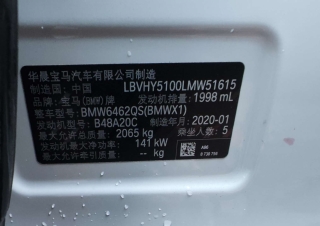 华晨宝马汽车有限公司制造
制造国: 中国 LBVHY5100LMW51615
品牌: 宝马(BMW)牌 发动机排量: 1998 mL
整车型号: BMW6462QS(BMWX1)
发动机型号: B48A20C 制造年月: 2020-01
最大允许总质量: 2065 kg 乘坐人数: 5
发动机最大净功率: 141 kW
最大允许牵引质量: -- kg